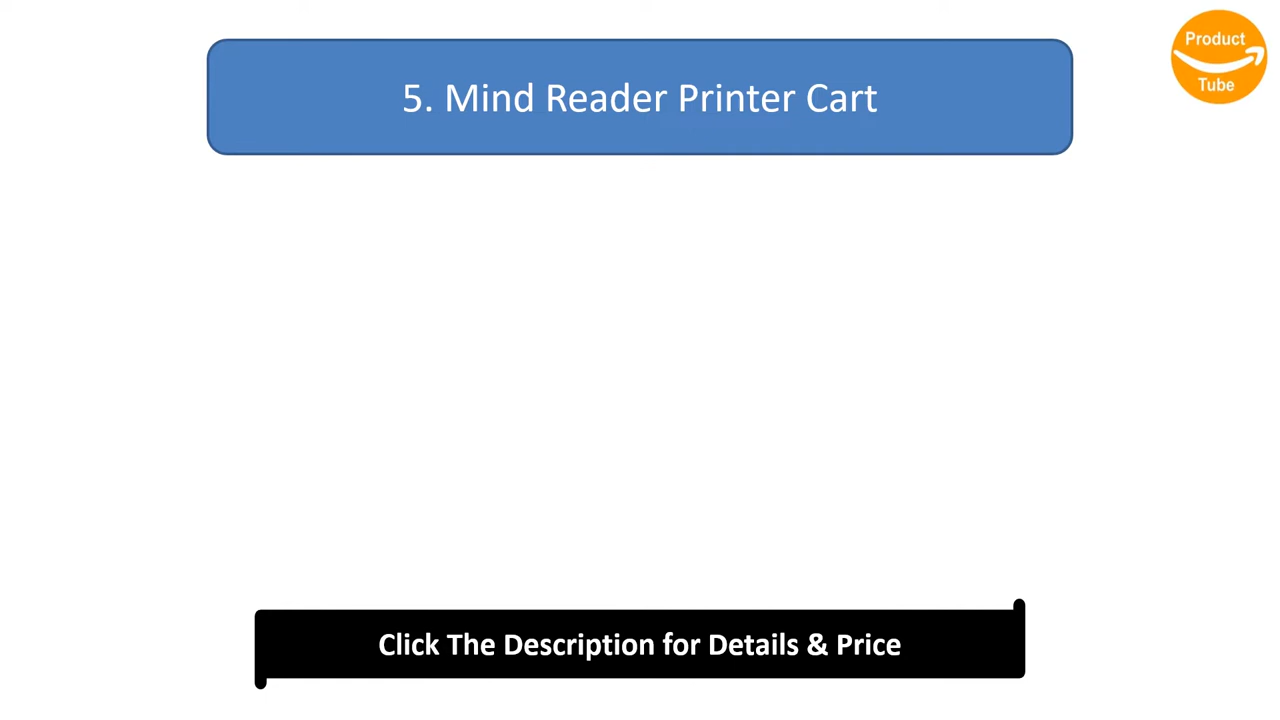 Product
Tube
5. Mind Reader Printer Cart
Click The Description for Details & Price